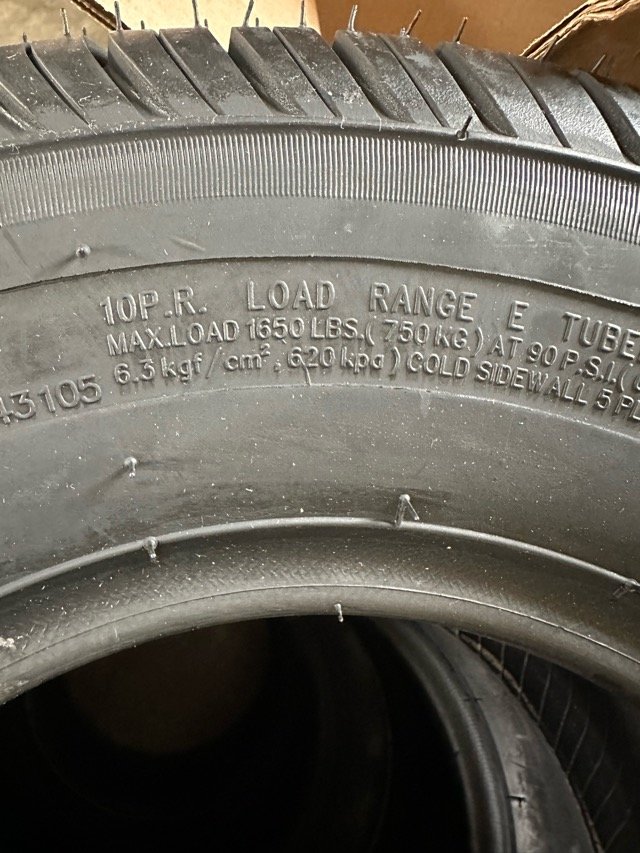 10P.R. LOAD RANGE E TUBE
MAX.LOAD 1650 LBS.( 750 KG.) AT 90 P.S.I.(
43105 6.3 kgf/cm², 620 kpa ) COLD SIDEWALL 5 PL